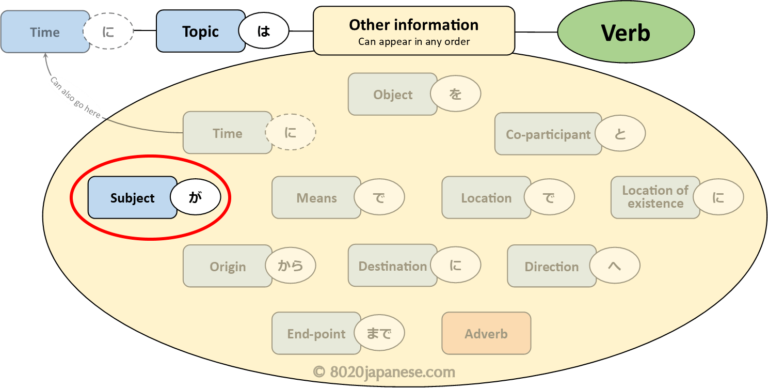 Time に
Topic は
Other information
Can appear in any order
Verb
Can also go here
Object を
Time に
Co-participant と
Subject が
Means で
Location で
Location of
existence に
Origin から
Destination に
Direction へ
End-point まで
Adverb
© 8020japanese.com